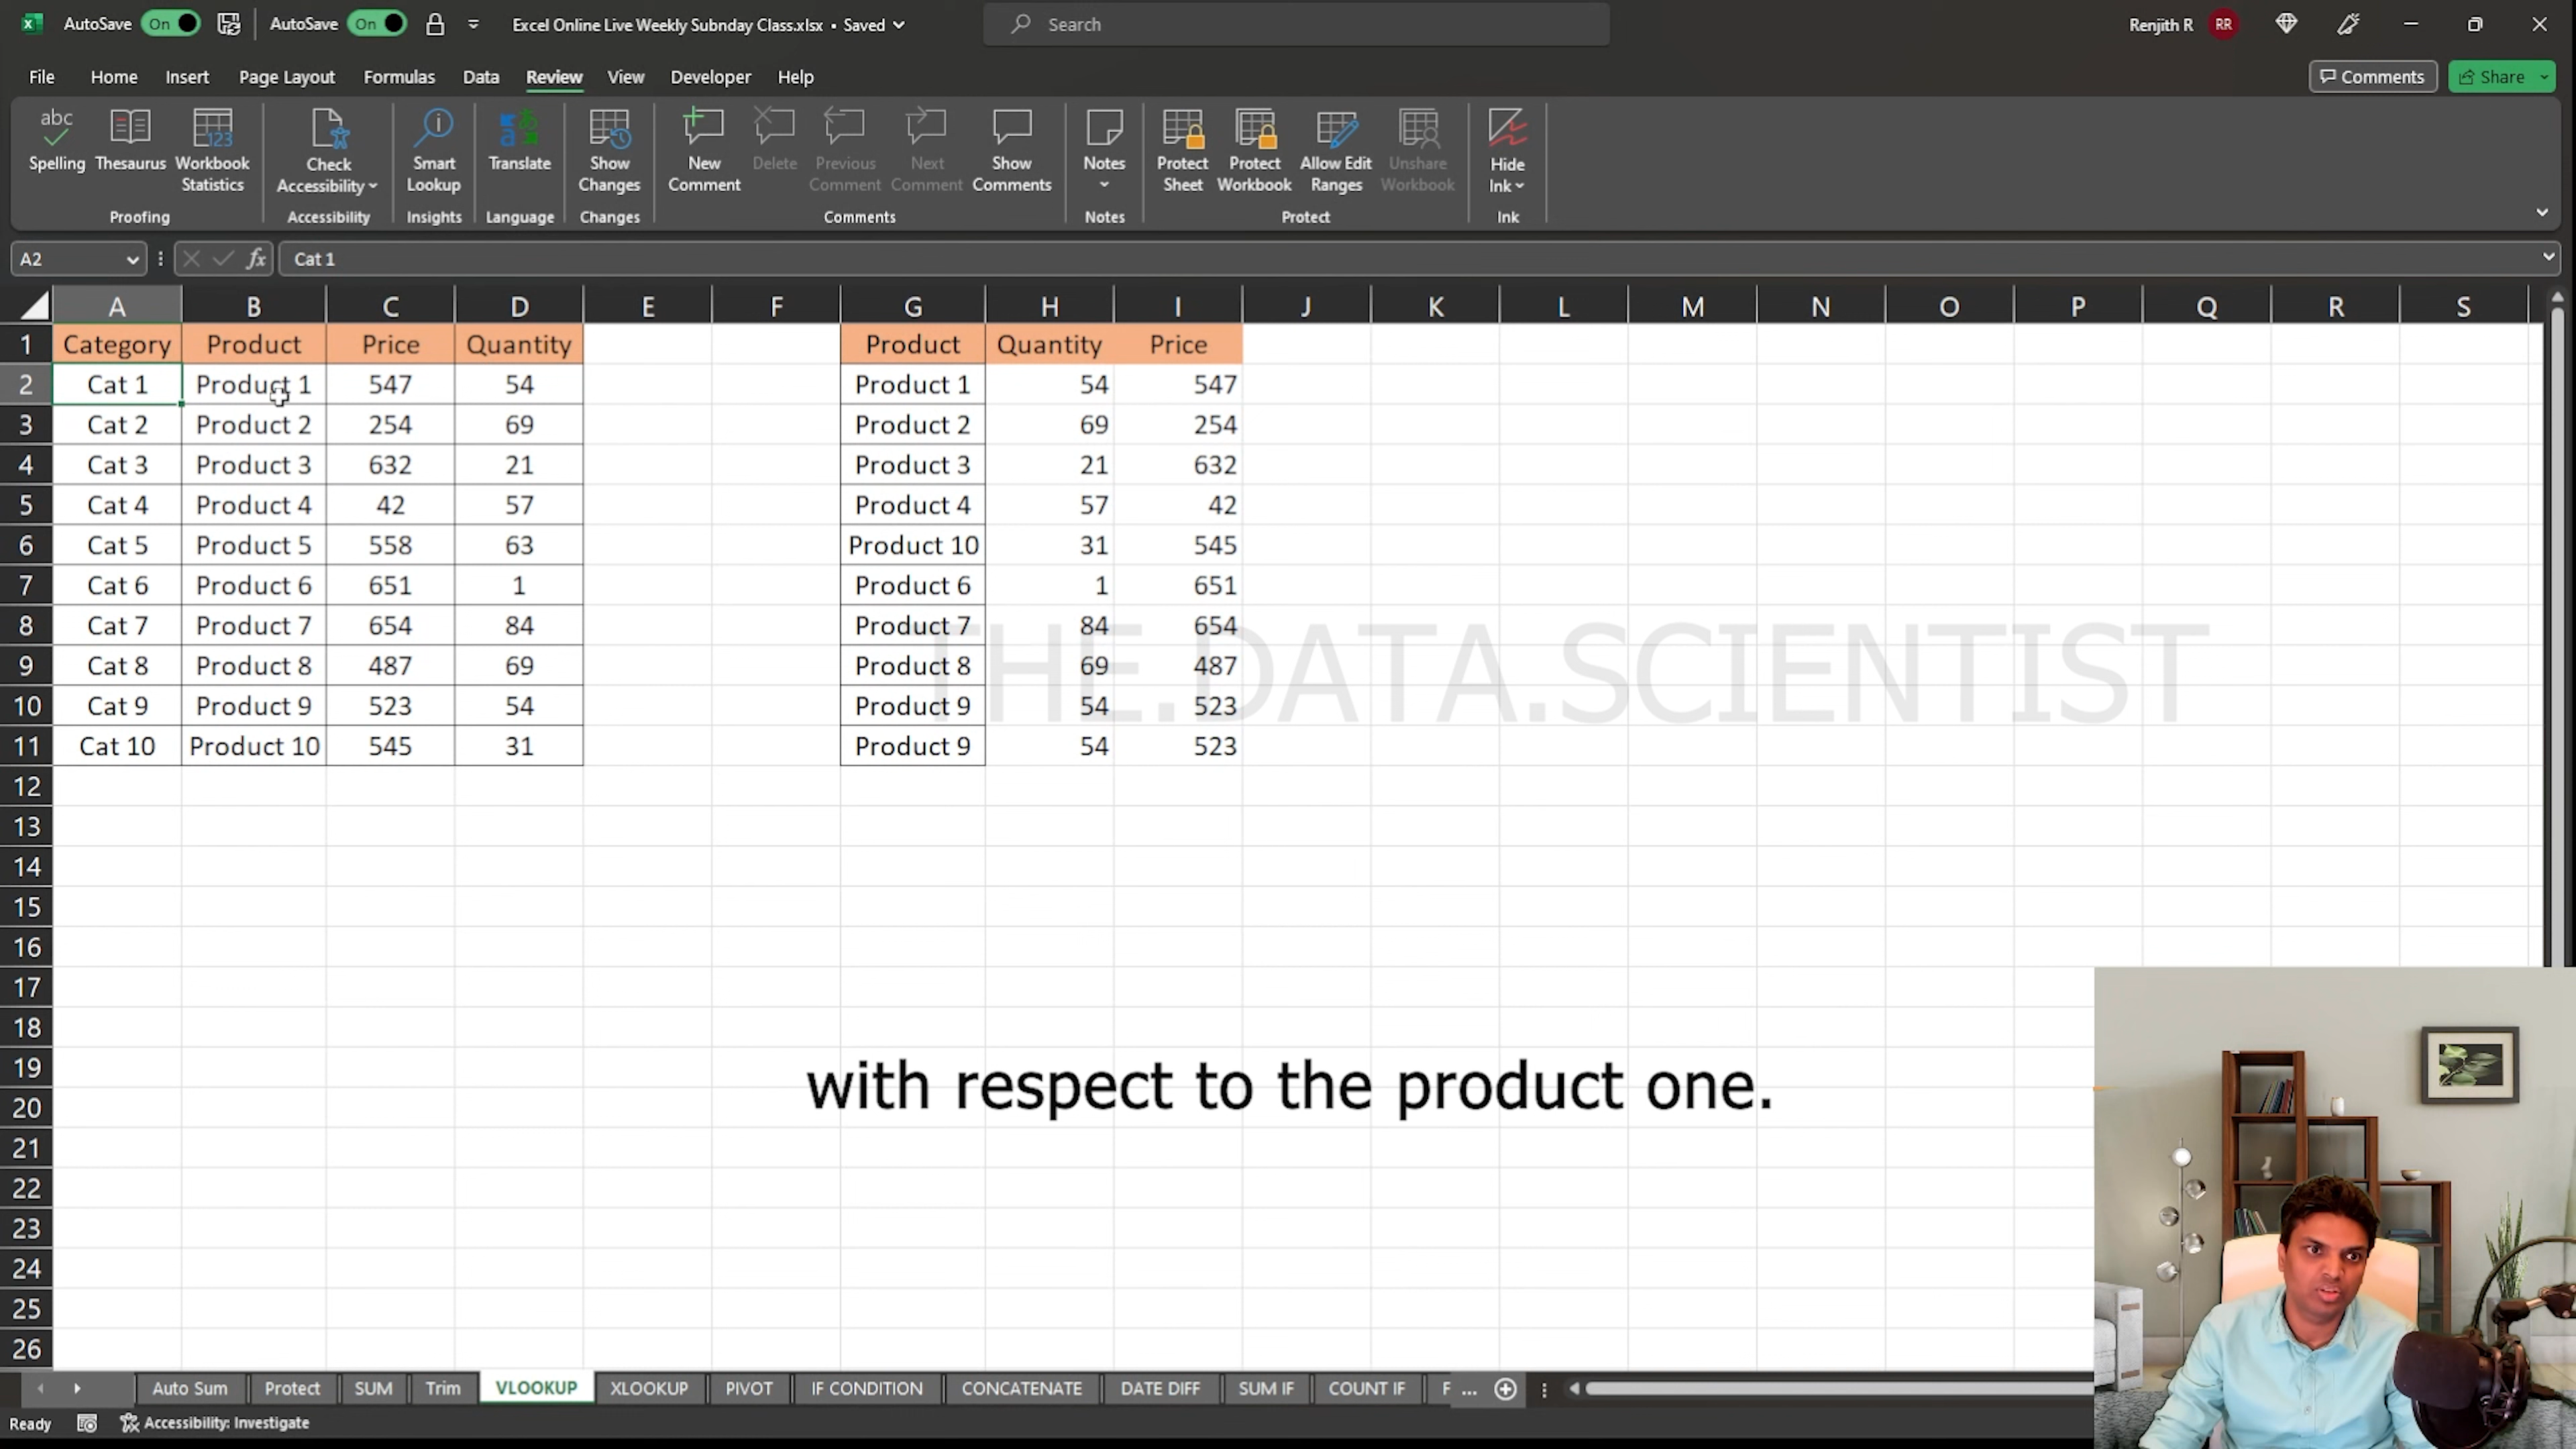 AutoSave On AutoSave On Excel Online Live Weekly Subnday Class.xlsx • Saved Search Renjith R RR
File Home Insert Page Layout Formulas Data Review View Developer Help Comments Share
Spelling Thesaurus Workbook Statistics Check Accessibility Smart Lookup Translate Show Changes New Comment Delete Previous Comment Next Comment Show Comments Notes Protect Sheet Protect Workbook Allow Edit Ranges Unshare Workbook Hide Ink
Proofing Accessibility Insights Language Changes Comments Notes Protect Ink
A2 fx Cat 1
A B C D E F G H I J K L M N O P Q R S
1 Category Product Price Quantity Product Quantity Price
2 Cat 1 Product 1 547 54 Product 1 54 547
3 Cat 2 Product 2 254 69 Product 2 69 254
4 Cat 3 Product 3 632 21 Product 3 21 632
5 Cat 4 Product 4 42 57 Product 4 57 42
6 Cat 5 Product 5 558 63 Product 10 31 545
7 Cat 6 Product 6 651 1 Product 6 1 651
8 Cat 7 Product 7 654 84 Product 7 84 654
THE.DATA.SCIENTIST
9 Cat 8 Product 8 487 69 Product 8 69 487
10 Cat 9 Product 9 523 54 Product 9 54 523
11 Cat 10 Product 10 545 31 Product 9 54 523
12
13
14
15
16
17
18
19
with respect to the product one.
20
21
22
23
24
25
26
Auto Sum Protect SUM Trim VLOOKUP XLOOKUP PIVOT IF CONDITION CONCATENATE DATE DIFF SUM IF COUNT IF F ...
Ready Accessibility: Investigate